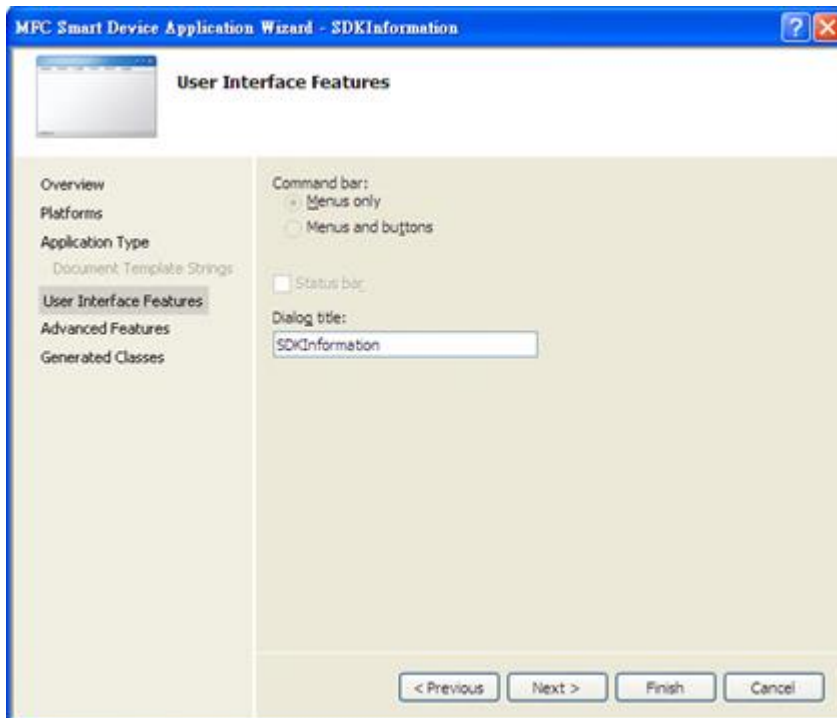 MFC Smart Device Application Wizard - SDKInformation
User Interface Features
Overview
Platforms
Application Type
Document Template Strings
User Interface Features
Advanced Features
Generated Classes
Command bar:
Menus only
Menus and buttons
Status bar
Dialog title:
SDKInformation
< Previous
Next >
Finish
Cancel